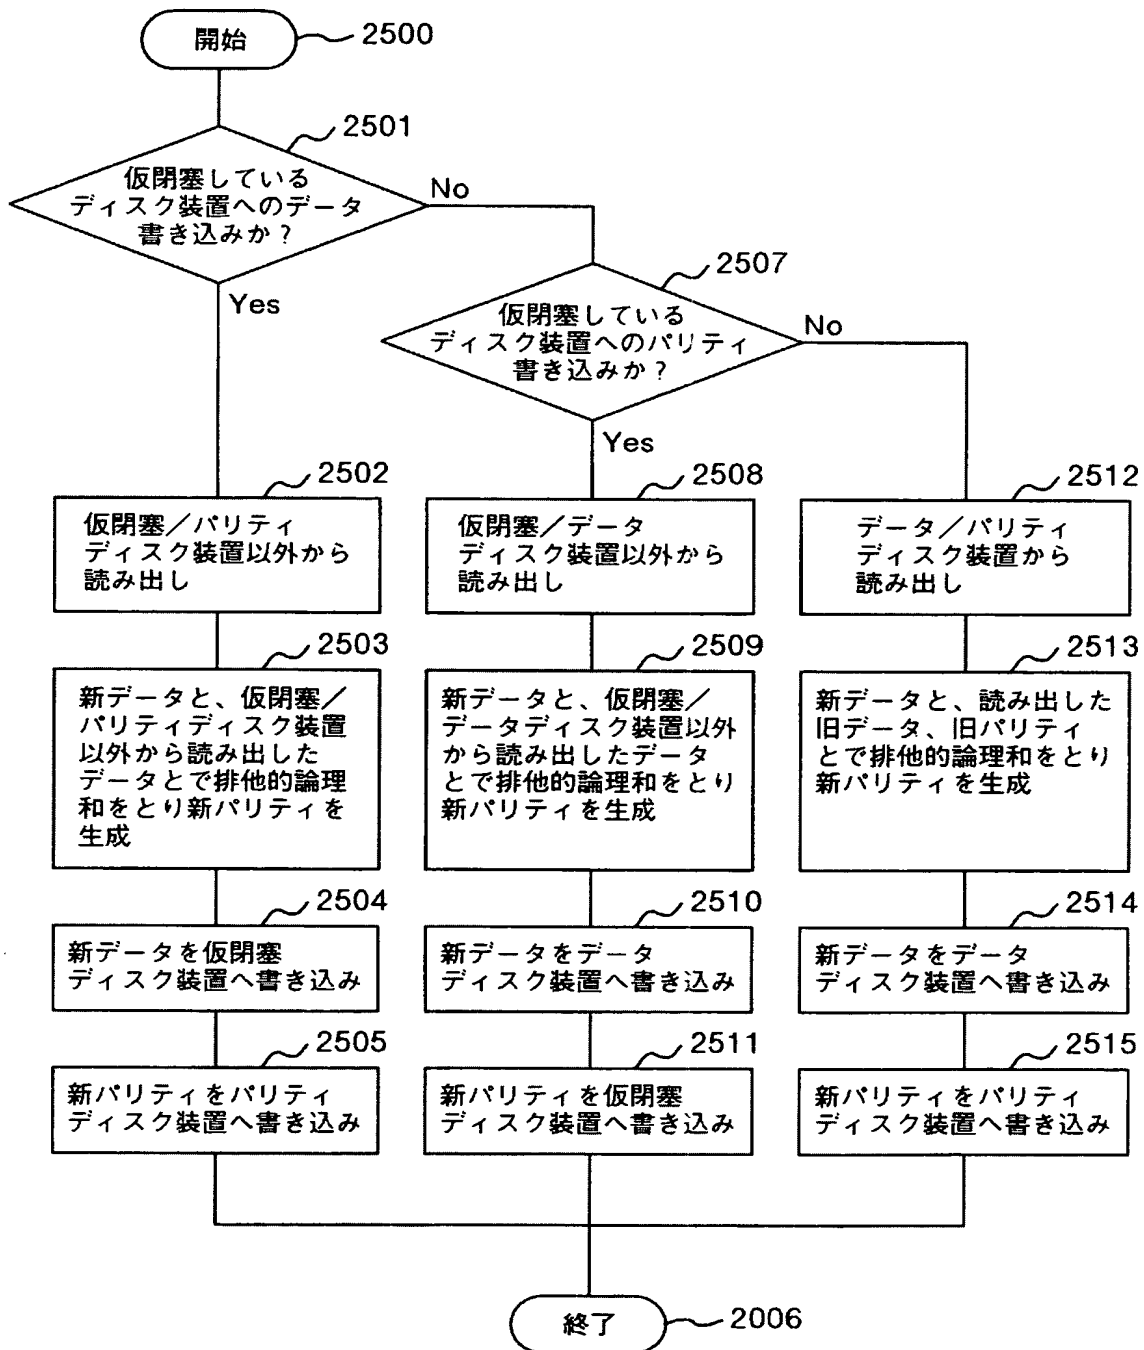 開始
2500
2501
仮閉塞している
ディスク装置へのデータ
書き込みか?
No
Yes
2507
仮閉塞している
ディスク装置へのパリティ
書き込みか?
No
Yes
2502
仮閉塞/パリティ
ディスク装置以外から
読み出し
2508
仮閉塞/データ
ディスク装置以外から
読み出し
2512
データ/パリティ
ディスク装置から
読み出し
2503
新データと、仮閉塞/
パリティディスク装置
以外から読み出した
データとで排他的論理
和をとり新パリティを
生成
2509
新データと、仮閉塞/
データディスク装置以外
から読み出したデータ
とで排他的論理和をとり
新パリティを生成
2513
新データと、読み出した
旧データ、旧パリティ
とで排他的論理和をとり
新パリティを生成
2504
新データを仮閉塞
ディスク装置へ書き込み
2510
新データをデータ
ディスク装置へ書き込み
2514
新データをデータ
ディスク装置へ書き込み
2505
新パリティをパリティ
ディスク装置へ書き込み
2511
新パリティを仮閉塞
ディスク装置へ書き込み
2515
新パリティをパリティ
ディスク装置へ書き込み
終了
2006